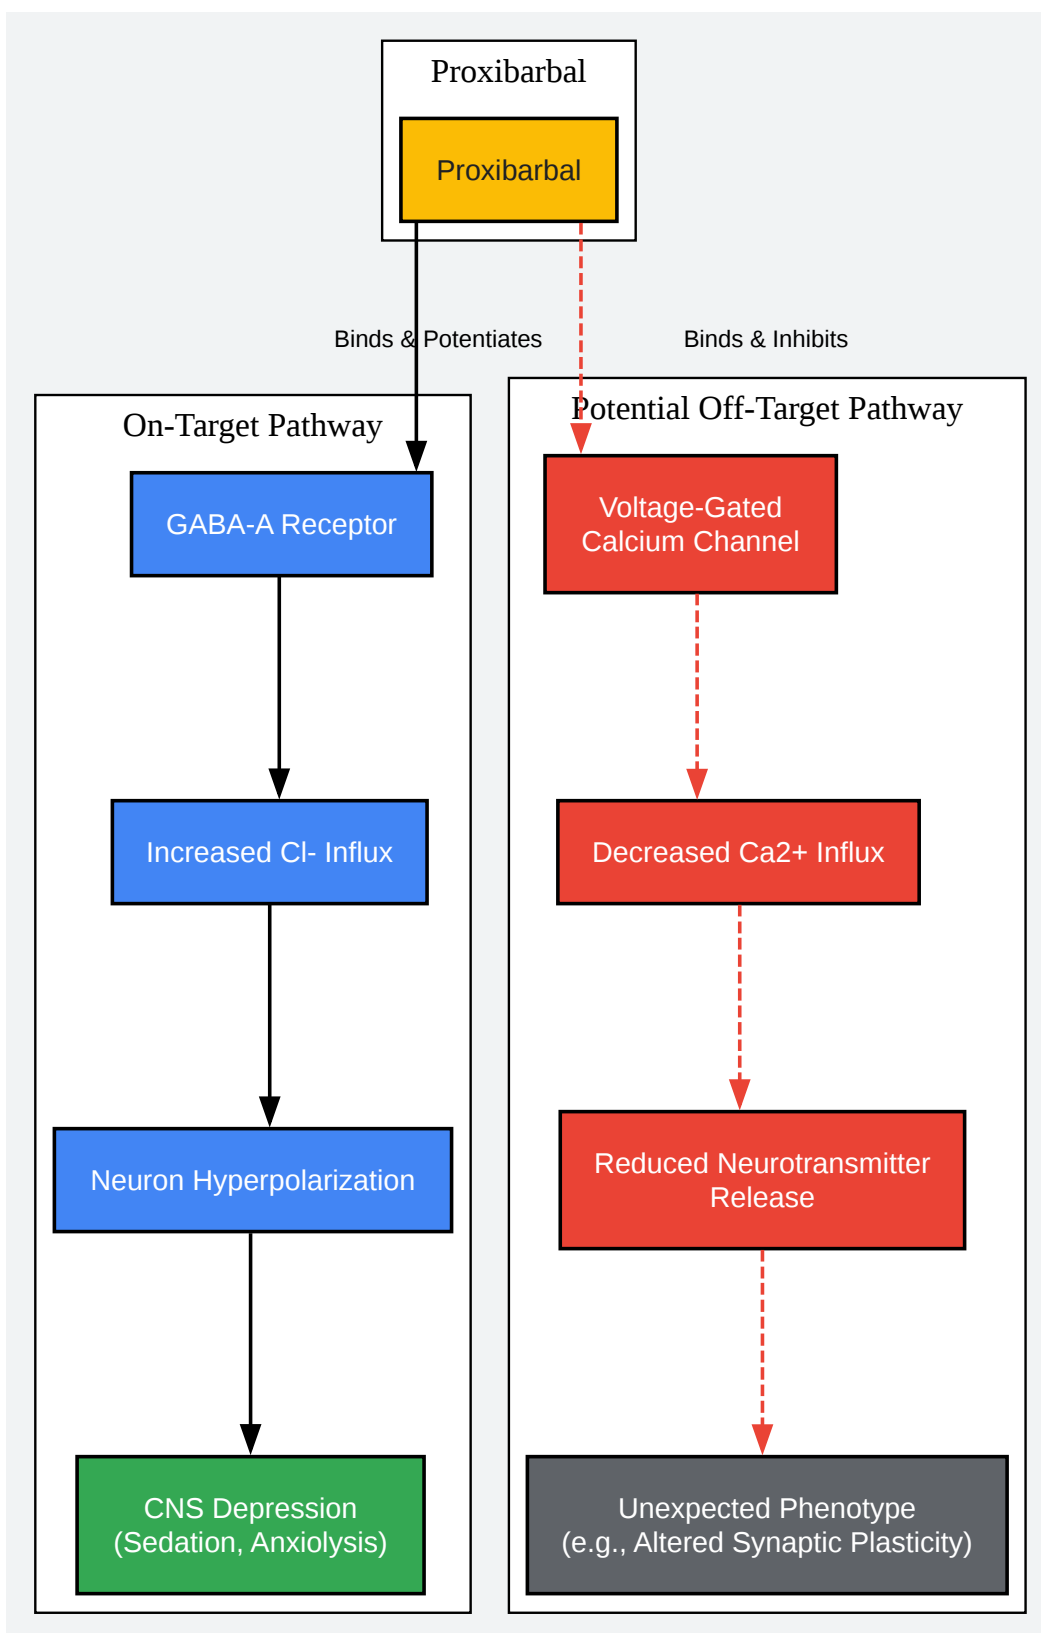 Proxibarbal
Proxibarbal
Binds & Potentiates
Binds & Inhibits
On-Target Pathway
GABA-A Receptor
Increased Cl- Influx
Neuron Hyperpolarization
CNS Depression
(Sedation, Anxiolysis)
Potential Off-Target Pathway
Voltage-Gated
Calcium Channel
Decreased Ca2+ Influx
Reduced Neurotransmitter
Release
Unexpected Phenotype
(e.g., Altered Synaptic Plasticity)